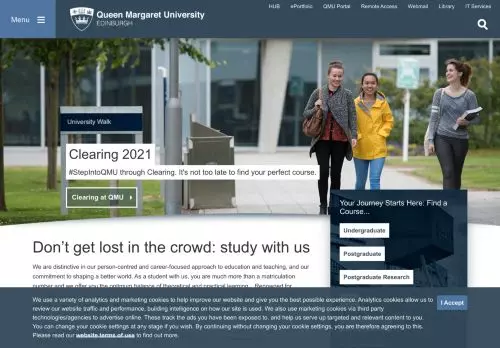 HUB ePortfolio QMU Portal Remote Access Webmail Library IT Services
Menu
Queen Margaret University
EDINBURGH
University Walk
Clearing 2021
#StepIntoQMU through Clearing. It's not too late to find your perfect course.
Clearing at QMU
Your Journey Starts Here: Find a
Course...
Undergraduate
Postgraduate
Postgraduate Research
Don't get lost in the crowd: study with us
We are distinctive in our person-centred and career-focused approach to education and teaching, and our
commitment to shaping a better world. As a student with us, you are much more than a matriculation
number and we offer you the optimum balance of theoretical and practical learning. Renowned for
We use a variety of analytics and marketing cookies to help improve our website and give you the best possible experience. Analytics cookies allow us to
review our website traffic and performance, building intelligence on how our site is used. We also use marketing cookies via third party
technologies/agencies to advertise online. These track the ads you have been exposed to, and help us serve up targeted and relevant content to you.
You can change your cookie settings at any stage if you wish. By continuing without changing your cookie settings, you are therefore agreeing to this.
Please read our website terms of use to find out more.
I Accept